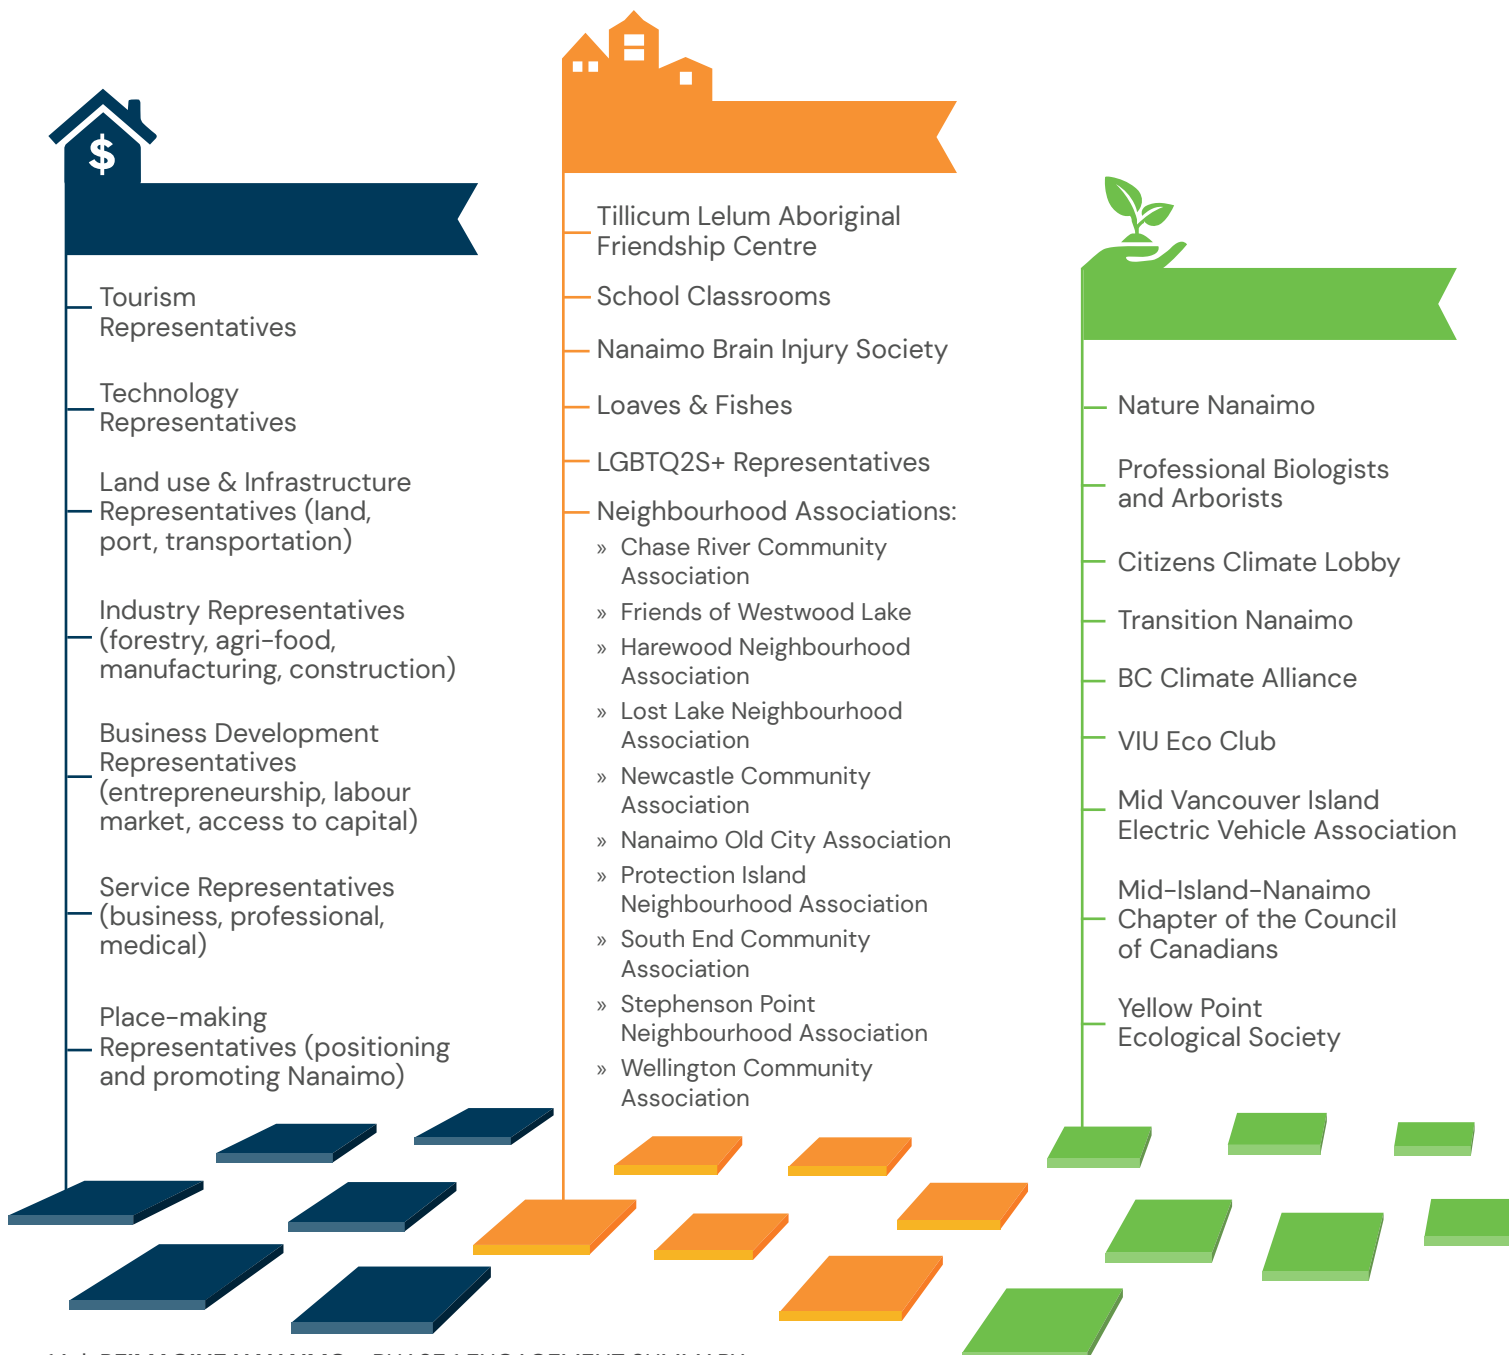 $
Tourism
Representatives
Technology
Representatives
Land use & Infrastructure
Representatives (land,
port, transportation)
Industry Representatives
(forestry, agri-food,
manufacturing, construction)
Business Development
Representatives
(entrepreneurship, labour
market, access to capital)
Service Representatives
(business, professional,
medical)
Place-making
Representatives (positioning
and promoting Nanaimo)
Tillicum Lelum Aboriginal
Friendship Centre
School Classrooms
Nanaimo Brain Injury Society
Loaves & Fishes
LGBTQ2S+ Representatives
Neighbourhood Associations:
» Chase River Community
Association
» Friends of Westwood Lake
» Harewood Neighbourhood
Association
» Lost Lake Neighbourhood
Association
» Newcastle Community
Association
» Nanaimo Old City Association
» Protection Island
Neighbourhood Association
» South End Community
Association
» Stephenson Point
Neighbourhood Association
» Wellington Community
Association
Nature Nanaimo
Professional Biologists
and Arborists
Citizens Climate Lobby
Transition Nanaimo
BC Climate Alliance
VIU Eco Club
Mid Vancouver Island
Electric Vehicle Association
Mid-Island-Nanaimo
Chapter of the Council
of Canadians
Yellow Point
Ecological Society